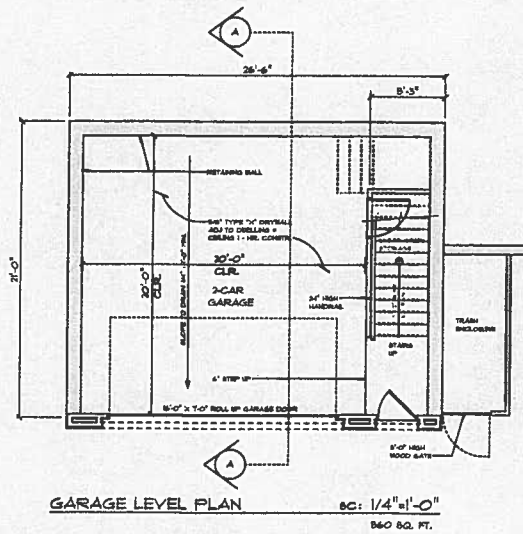 A
26'-6"
8'-3"
RETAINING WALL
5/8" TYPE "X" DRYWALL
ADJ TO DWELLING &
CEILING 1 - HR. CONSTR.
21'-0"
20'-0"
CLR.
20'-0"
CLR.
2-CAR
GARAGE
34" HIGH
HANDRAIL
STAIRS
UP
TRASH
ENCLOSURE
6" STEP UP
16'-0" X 7'-0" ROLL UP GARAGE DOOR
5'-0" HIGH
WOOD GATE
A
GARAGE LEVEL PLAN
SC: 1/4"=1'-0"
560 SQ. FT.